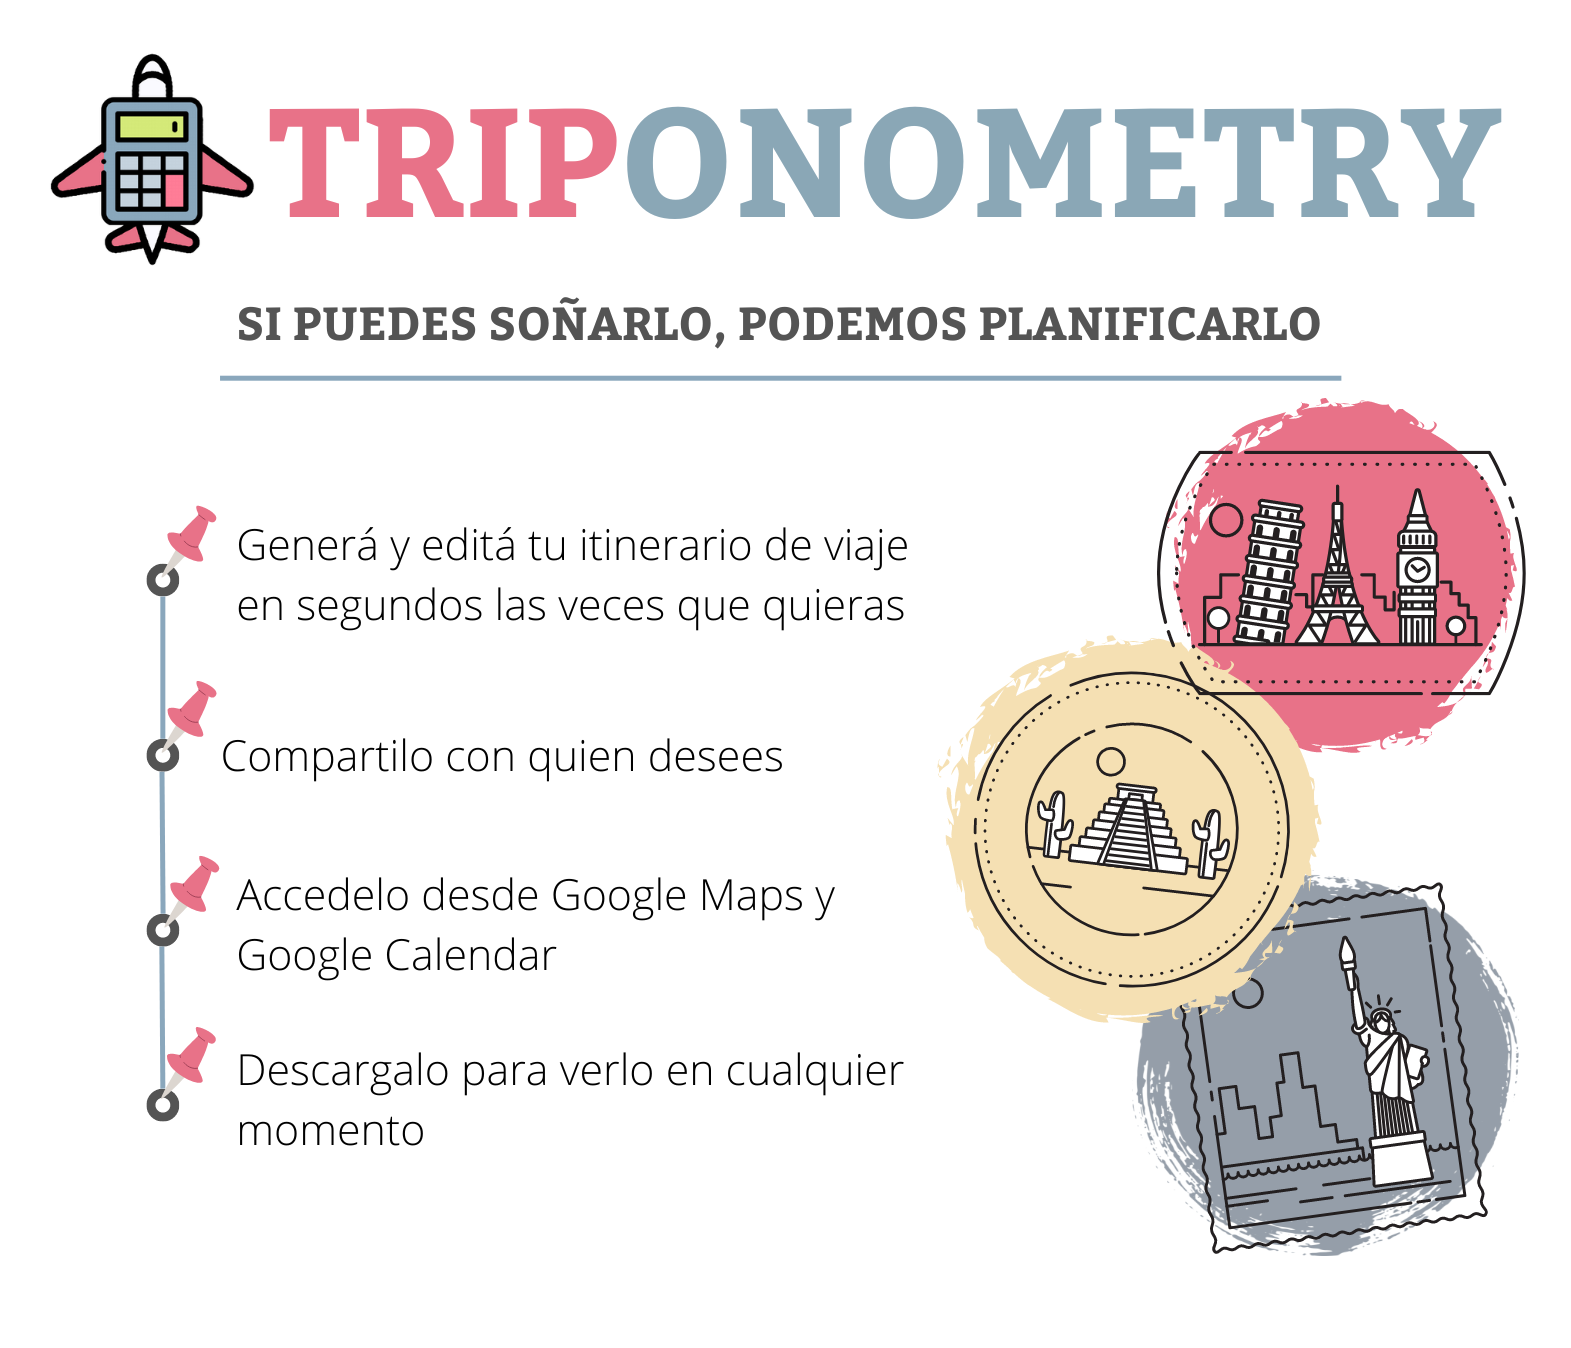 TRIPONOMETRY
SI PUEDES SOÑARLO, PODEMOS PLANIFICARLO
Generá y editá tu itinerario de viaje
en segundos las veces que quieras
Compartilo con quien desees
Accedelo desde Google Maps y
Google Calendar
Descargalo para verlo en cualquier
momento